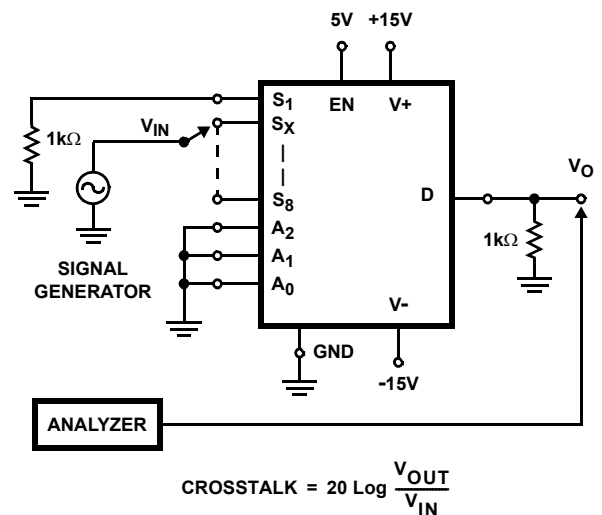 5V +15V
S1
EN V+
1kΩ
VIN
SX
VO
S8
D
A2
1kΩ
SIGNAL
GENERATOR
A1
A0
V-
GND
-15V
ANALYZER
CROSSTALK = 20 Log VOUT
VIN